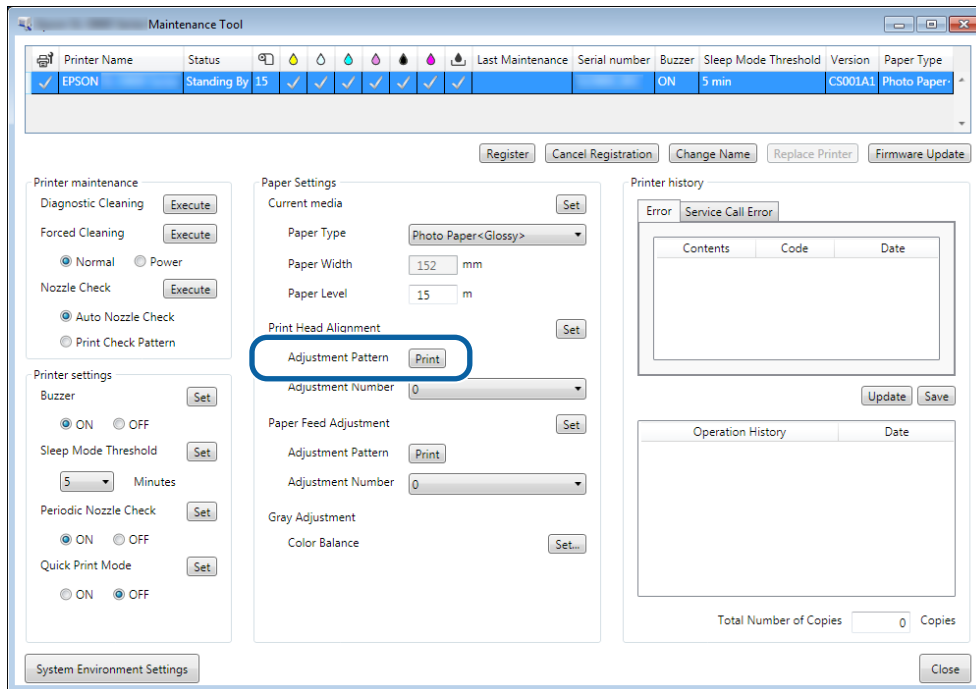 Maintenance Tool
Printer Name Status Last Maintenance Serial number Buzzer Sleep Mode Threshold Version Paper Type
EPSON Standing By 15 ON 5 min CS001A1 Photo Paper
Register Cancel Registration Change Name Replace Printer Firmware Update
Printer maintenance
Diagnostic Cleaning Execute
Forced Cleaning Execute
Normal Power
Nozzle Check Execute
Auto Nozzle Check
Print Check Pattern
Printer settings
Buzzer Set
ON OFF
Sleep Mode Threshold Set
5 Minutes
Periodic Nozzle Check Set
ON OFF
Quick Print Mode Set
ON OFF
Paper Settings
Current media Set
Paper Type Photo Paper<Glossy>
Paper Width 152 mm
Paper Level 15 m
Print Head Alignment Set
Adjustment Pattern Print
Adjustment Number 0
Paper Feed Adjustment Set
Adjustment Pattern Print
Adjustment Number 0
Gray Adjustment
Color Balance Set...
Printer history
Error Service Call Error
Contents Code Date
Update Save
Operation History Date
Total Number of Copies 0 Copies
System Environment Settings Close